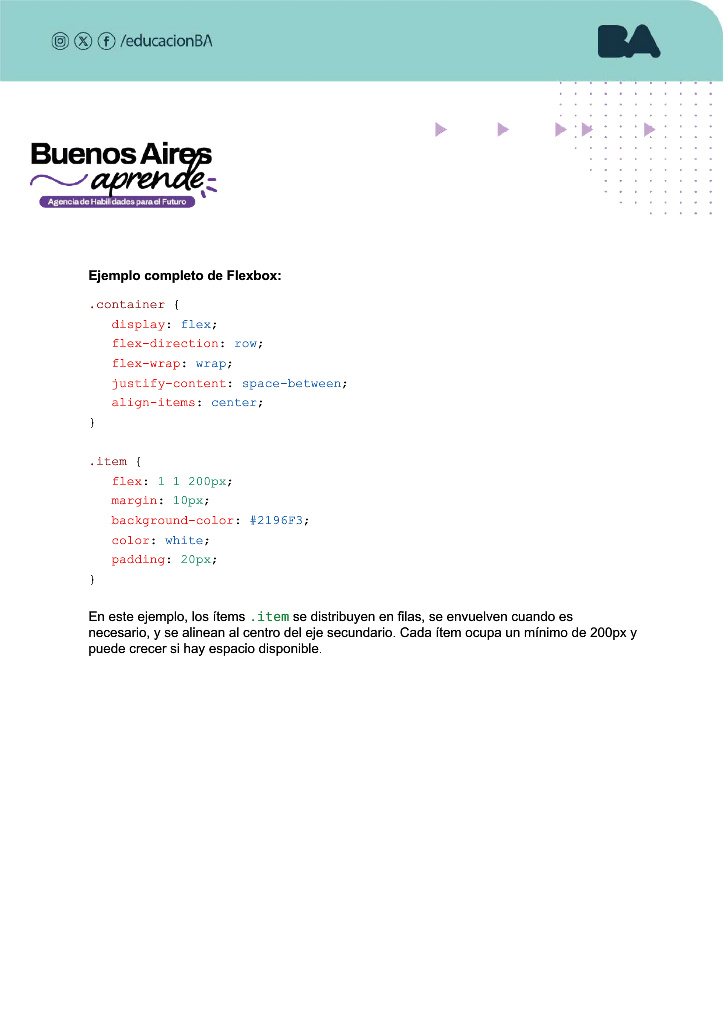 /educacionBA
BA
Buenos Aires
aprende
Agencia de Habilidades para el Futuro
Ejemplo completo de Flexbox:
.container {
display: flex;
flex-direction: row;
flex-wrap: wrap;
justify-content: space-between;
align-items: center;
}
.item {
flex: 1 1 200px;
margin: 10px;
background-color: #2196F3;
color: white;
padding: 20px;
}
En este ejemplo, los ítems .item se distribuyen en filas, se envuelven cuando es
necesario, y se alinean al centro del eje secundario. Cada ítem ocupa un mínimo de 200px y
puede crecer si hay espacio disponible.